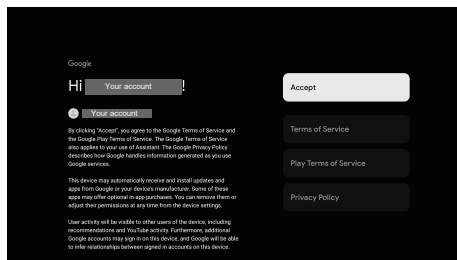 Google
Hi Your account !
Your account
By clicking "Accept", you agree to the Google Terms of Service and
the Google Play Terms of Service. The Google Terms of Service
also applies to your use of Assistant. The Google Privacy Policy
describes how Google handles information generated as you use
Google services.
This device may automatically receive and install updates and
apps from Google or your device's manufacturer. Some of these
apps may offer optional in-app purchases. You can remove them or
adjust their permissions at any time from the device settings.
User activity will be visible to other users of the device, including
recommendations and YouTube activity. Furthermore, additional
Google accounts may sign in on this device, and Google will be able
to infer relationships between signed in accounts on this device.
Accept
Terms of Service
Play Terms of Service
Privacy Policy